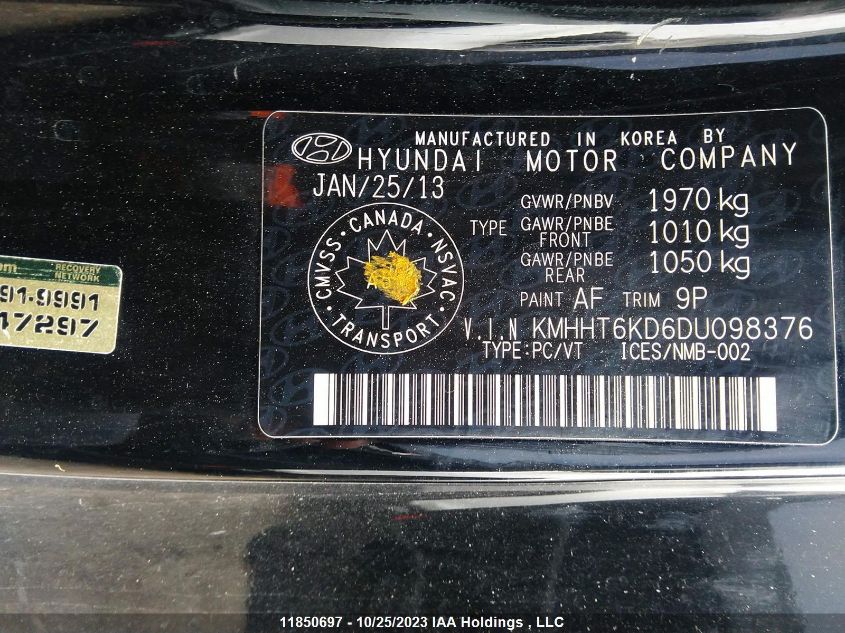 MANUFACTURED IN KOREA BY
HYUNDAI MOTOR COMPANY
JAN/25/13
GVWR/PNBV 1970 kg
TYPE GAWR/PNBE FRONT 1010 kg
GAWR/PNBE REAR 1050 kg
PAINT AF TRIM 9P
CMVSS • CANADA • NSVAC • TRANSPORT •
V.I.N KMHHT6KD6DU098376
TYPE:PC/VT ICES/NMB-002
om RECOVERY NETWORK
91-9991
47297
11850697 - 10/25/2023 IAA Holdings , LLC